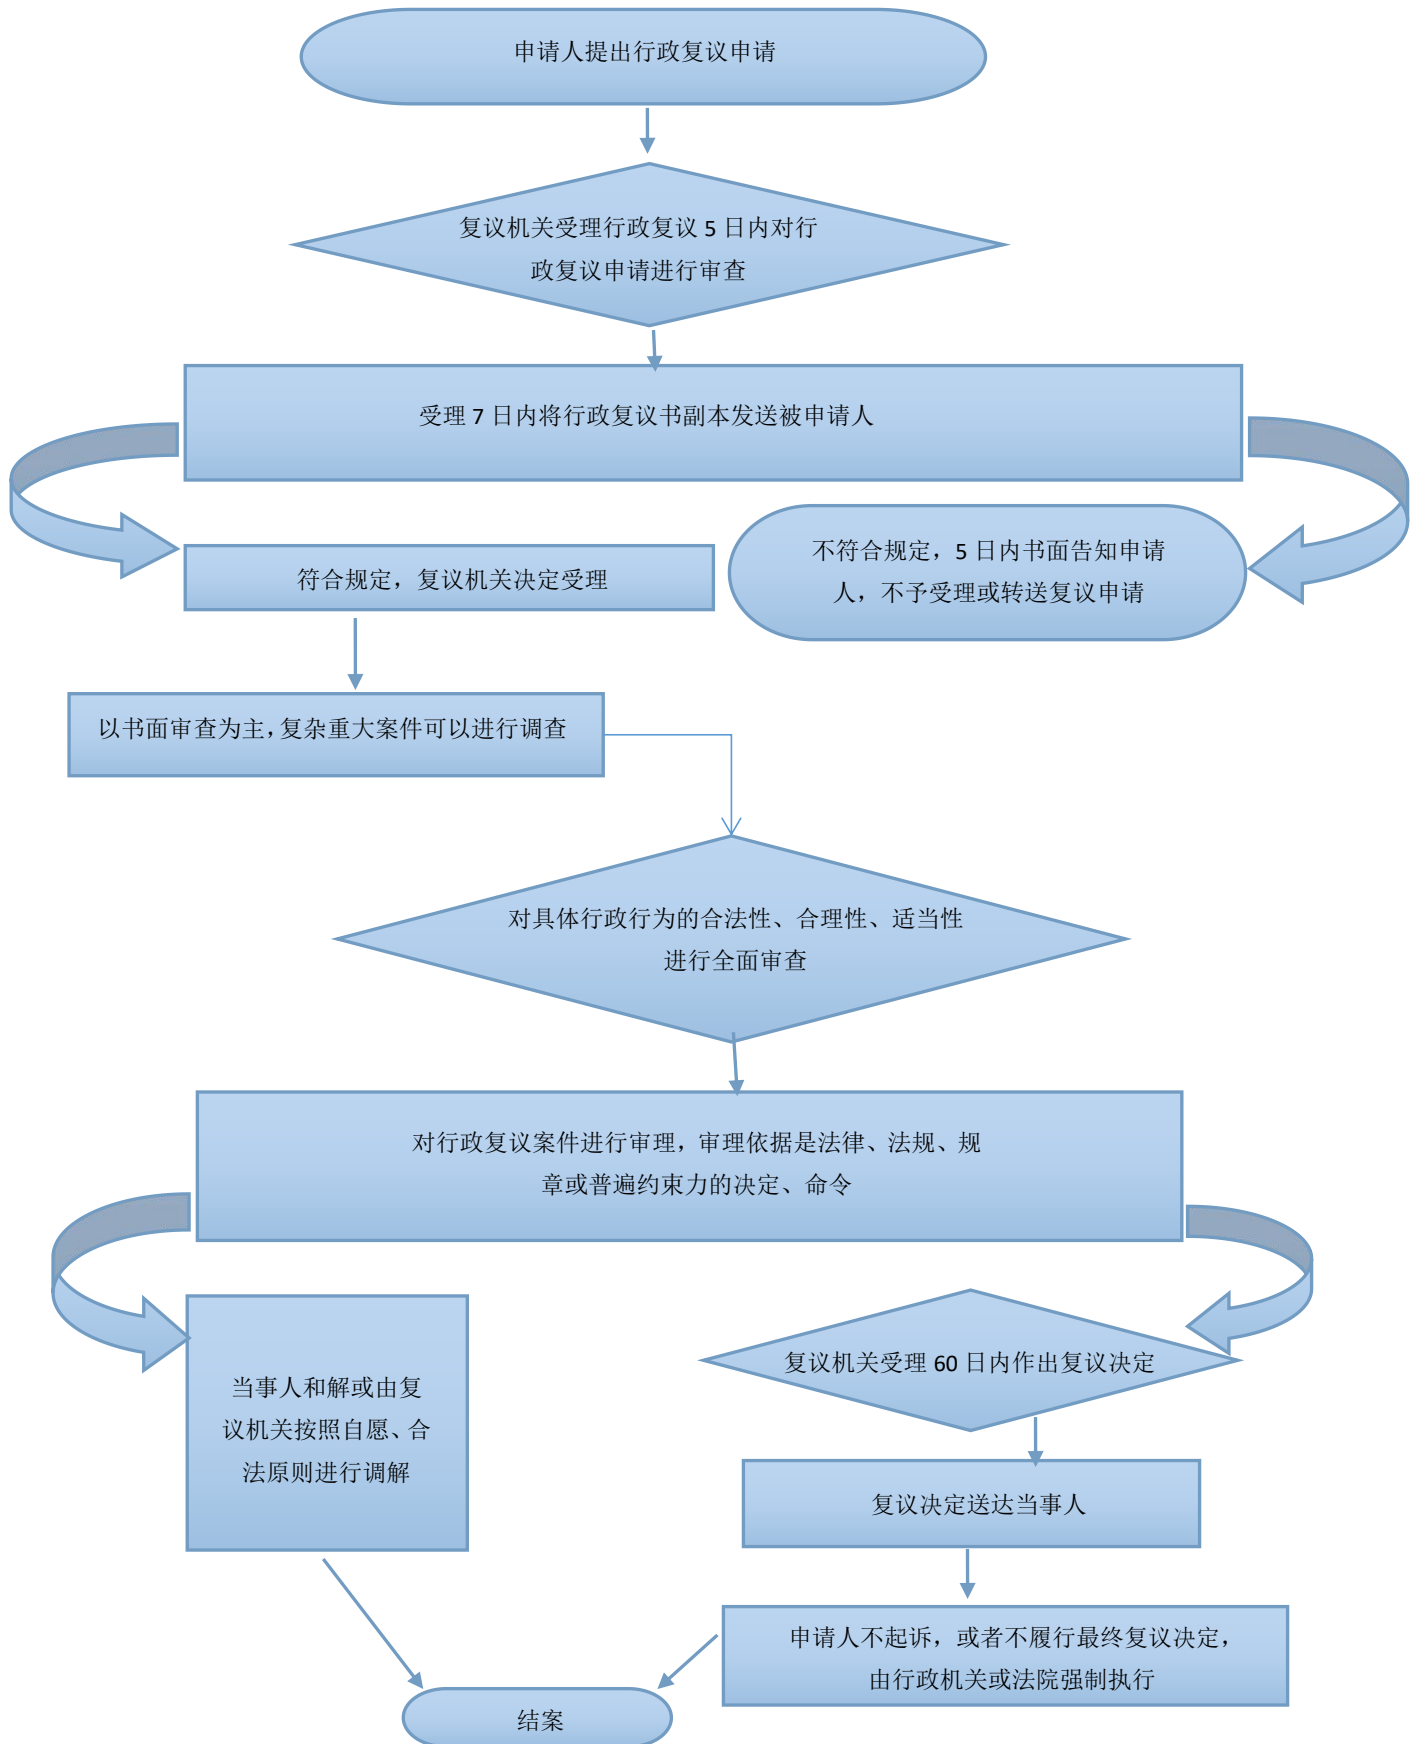 申请人提出行政复议申请
复议机关受理行政复议 5 日内对行
政复议申请进行审查
受理 7 日内将行政复议书副本发送被申请人
符合规定，复议机关决定受理
不符合规定，5 日内书面告知申请
人，不予受理或转送复议申请
以书面审查为主，复杂重大案件可以进行调查
对具体行政行为的合法性、合理性、适当性
进行全面审查
对行政复议案件进行审理，审理依据是法律、法规、规
章或普遍约束力的决定、命令
当事人和解或由复
议机关按照自愿、合
法原则进行调解
复议机关受理 60 日内作出复议决定
复议决定送达当事人
申请人不起诉，或者不履行最终复议决定，
由行政机关或法院强制执行
结案